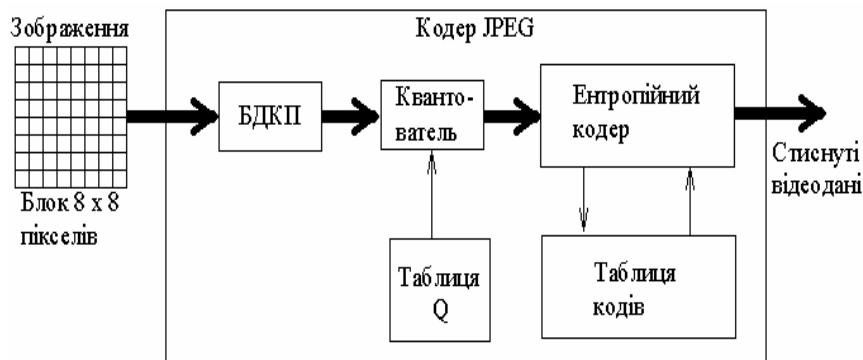 Зображення
Кодер JPEG
БДКП
Кванто-
ватель
Ентропійний
кодер
Стиснуті
відеодані
Блок 8 x 8
пікселів
Таблиця
Q
Таблиця
кодів